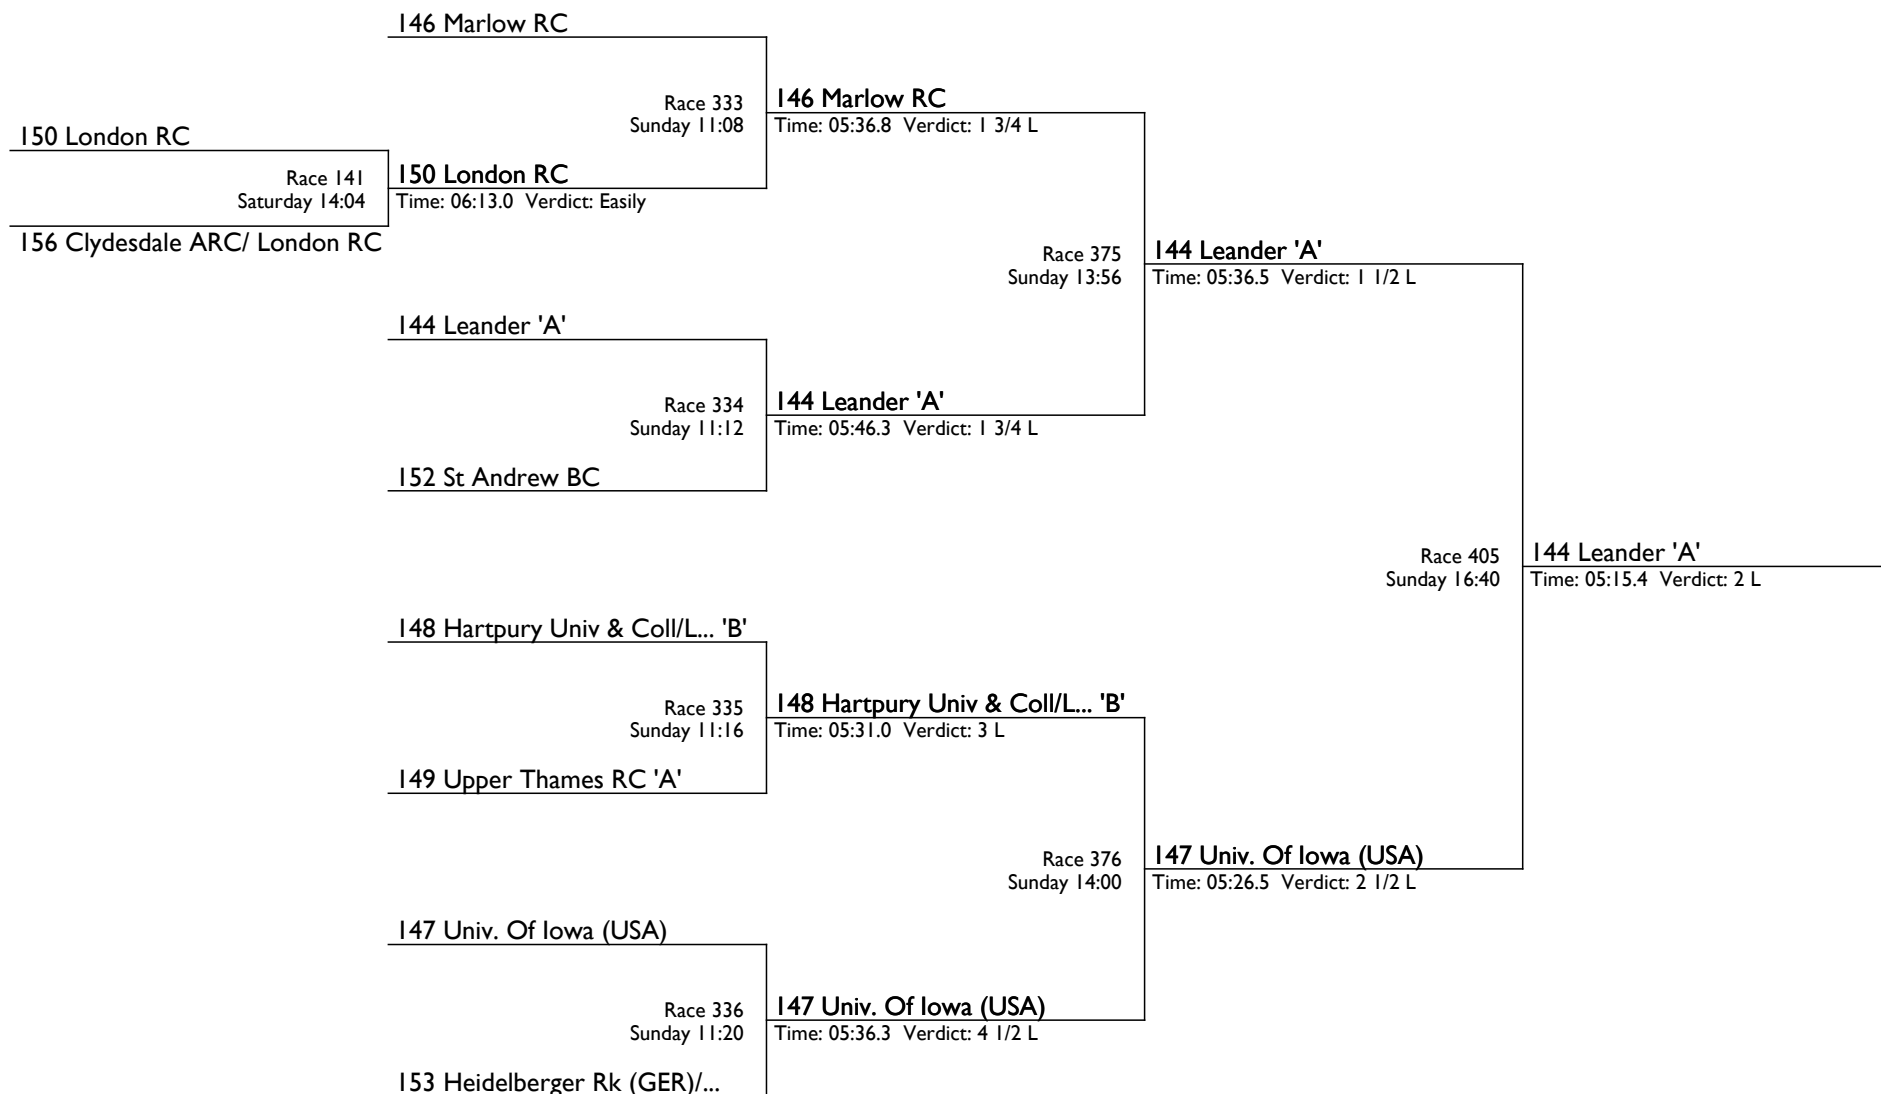 146 Marlow RC
Race 333
Sunday 11:08
146 Marlow RC
Time: 05:36.8 Verdict: 1 3/4 L
150 London RC
Race 141
Saturday 14:04
150 London RC
Time: 06:13.0 Verdict: Easily
156 Clydesdale ARC/ London RC
Race 375
Sunday 13:56
144 Leander 'A'
Time: 05:36.5 Verdict: 1 1/2 L
144 Leander 'A'
Race 334
Sunday 11:12
144 Leander 'A'
Time: 05:46.3 Verdict: 1 3/4 L
152 St Andrew BC
Race 405
Sunday 16:40
144 Leander 'A'
Time: 05:15.4 Verdict: 2 L
148 Hartpury Univ & Coll/L... 'B'
Race 335
Sunday 11:16
148 Hartpury Univ & Coll/L... 'B'
Time: 05:31.0 Verdict: 3 L
149 Upper Thames RC 'A'
Race 376
Sunday 14:00
147 Univ. Of Iowa (USA)
Time: 05:26.5 Verdict: 2 1/2 L
147 Univ. Of Iowa (USA)
Race 336
Sunday 11:20
147 Univ. Of Iowa (USA)
Time: 05:36.3 Verdict: 4 1/2 L
153 Heidelberger Rk (GER)/...